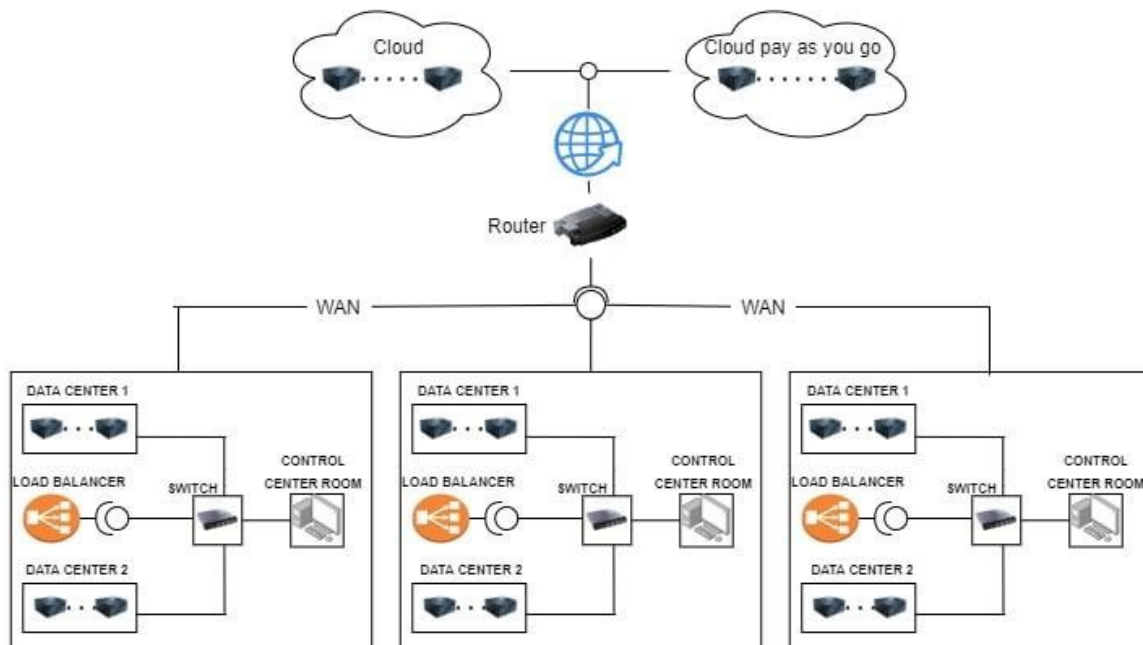 Cloud
Cloud pay as you go
Router
WAN
WAN
DATA CENTER 1
LOAD BALANCER
SWITCH
CONTROL
CENTER ROOM
DATA CENTER 2
DATA CENTER 1
LOAD BALANCER
SWITCH
CONTROL
CENTER ROOM
DATA CENTER 2
DATA CENTER 1
LOAD BALANCER
SWITCH
CONTROL
CENTER ROOM
DATA CENTER 2